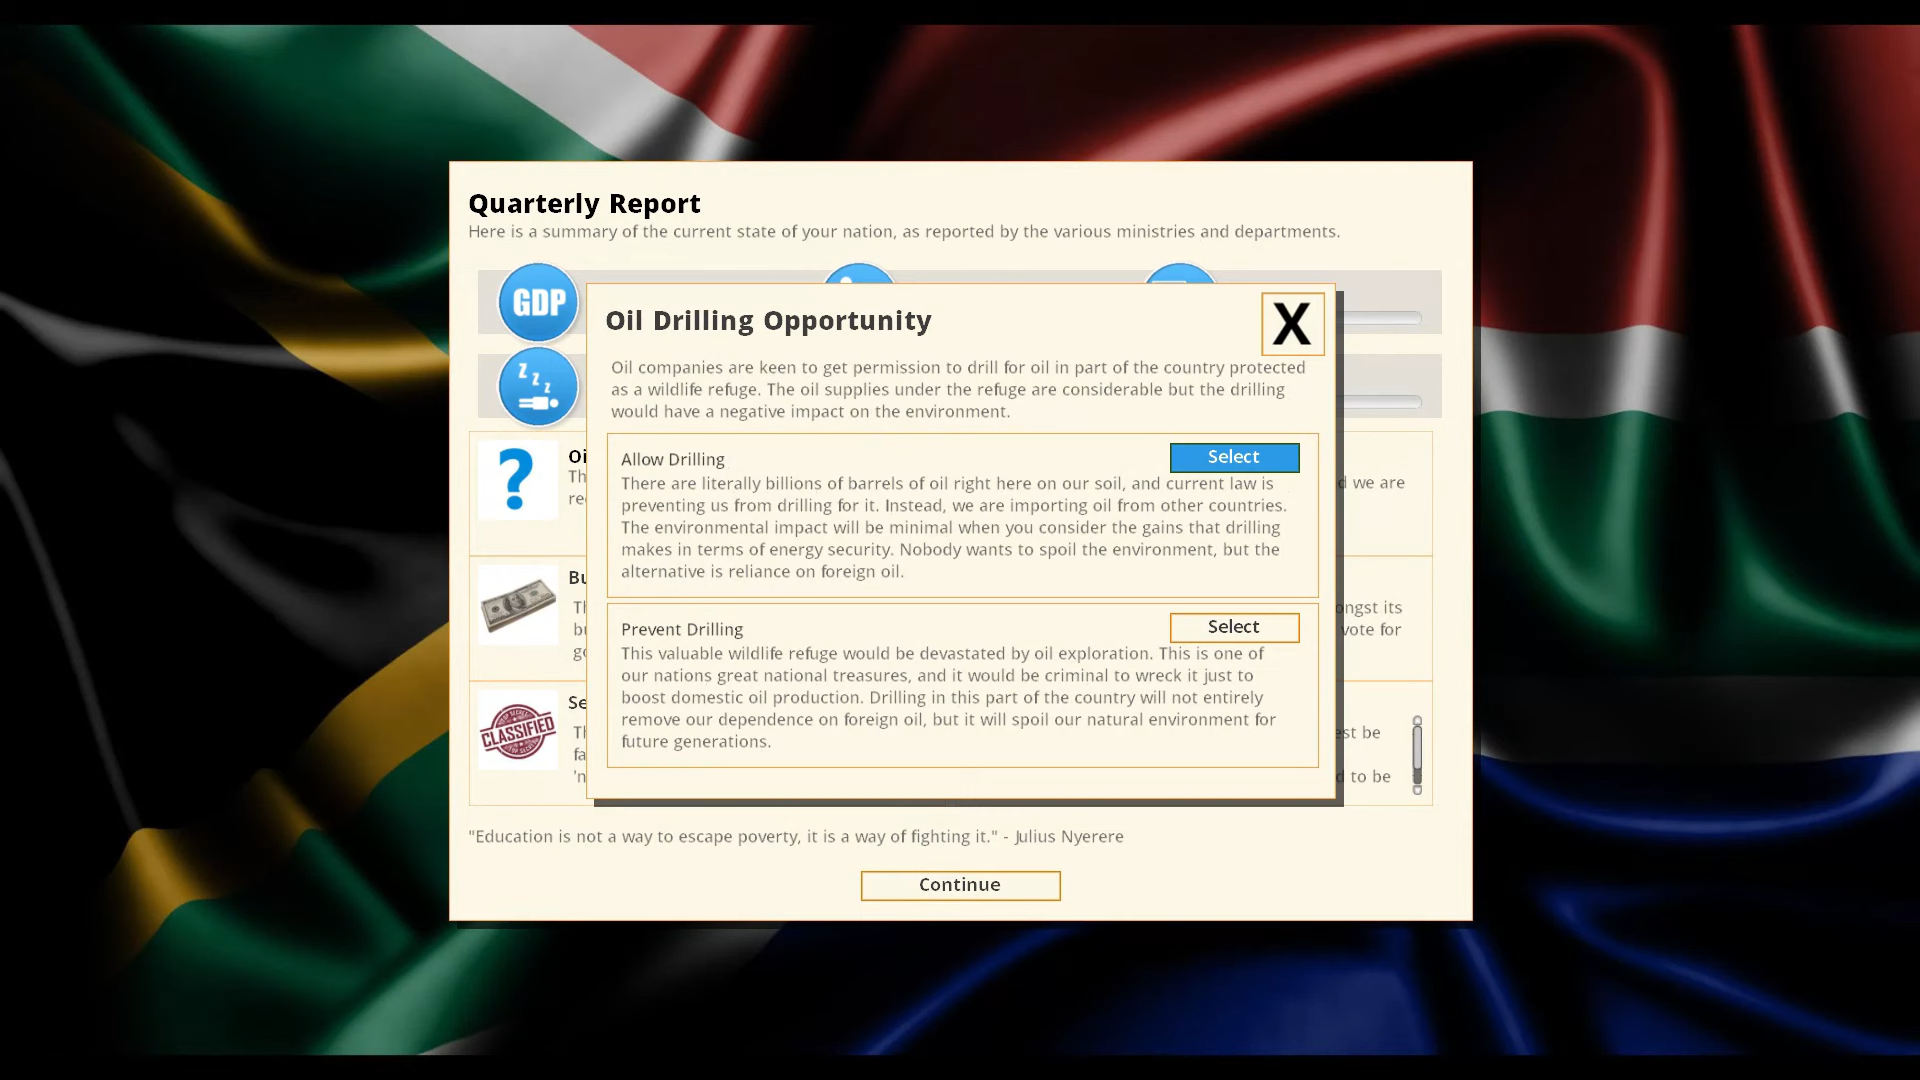 Quarterly Report
Here is a summary of the current state of your nation, as reported by the various ministries and departments.
GDP
Oil Drilling Opportunity
X
Oil companies are keen to get permission to drill for oil in part of the country protected
as a wildlife refuge. The oil supplies under the refuge are considerable but the drilling
would have a negative impact on the environment.
Allow Drilling
Select
There are literally billions of barrels of oil right here on our soil, and current law is
preventing us from drilling for it. Instead, we are importing oil from other countries.
The environmental impact will be minimal when you consider the gains that drilling
makes in terms of energy security. Nobody wants to spoil the environment, but the
alternative is reliance on foreign oil.
Prevent Drilling
Select
This valuable wildlife refuge would be devastated by oil exploration. This is one of
our nations great national treasures, and it would be criminal to wreck it just to
boost domestic oil production. Drilling in this part of the country will not entirely
remove our dependence on foreign oil, but it will spoil our natural environment for
future generations.
z z z
?
we are
its
vote for
CLASSIFIED
be
to be
"Education is not a way to escape poverty, it is a way of fighting it." - Julius Nyerere
Continue